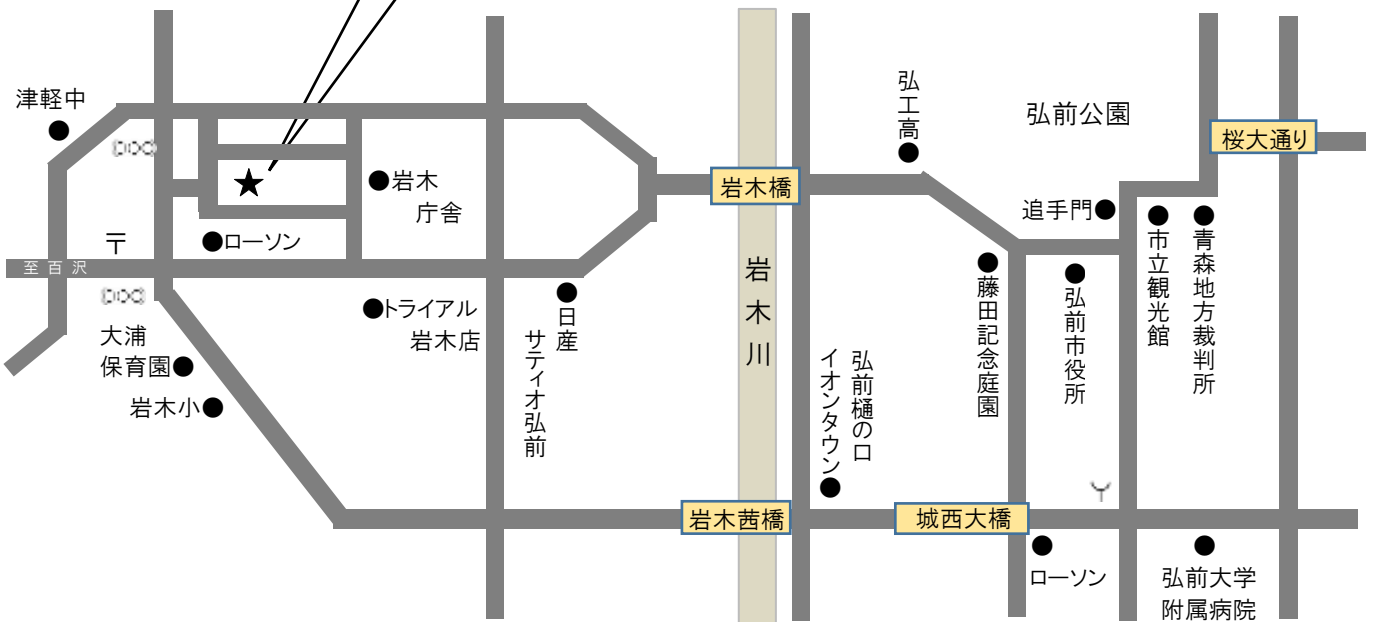 津軽中
弘工高
弘前公園
桜大通り
岩木橋
岩木
庁舎
追手門
〒
ローソン
至百沢
市立観光館
青森地方裁判所
藤田記念庭園
弘前市役所
岩木川
トライアル
岩木店
日産
サティオ弘前
大浦
保育園
岩木小
弘前樋の口
イオンタウン
岩木茜橋
城西大橋
ローソン
弘前大学
附属病院